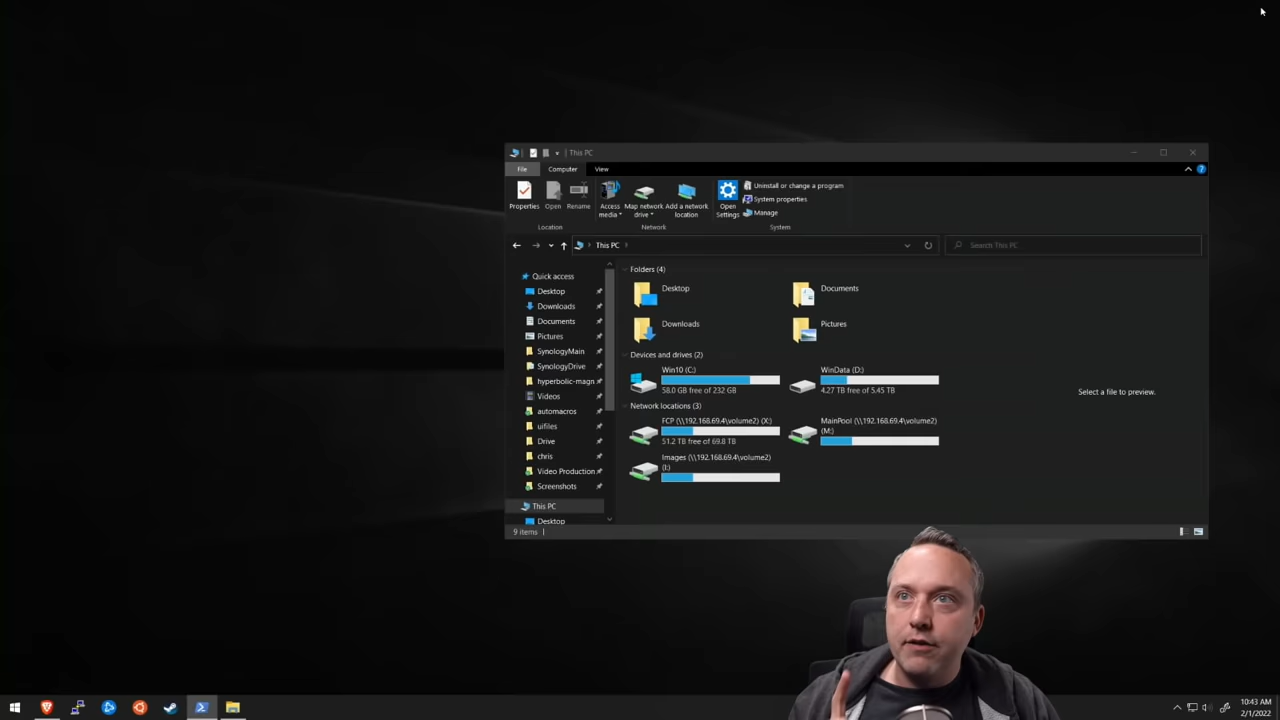 This PC
File
Computer
View
Properties
Open
Rename
Access
media
Map network
drive
Add a network
location
Open
Settings
Uninstall or change a program
System properties
Manage
Location
Network
System
This PC
Search This PC
Quick access
Desktop
Downloads
Documents
Pictures
SynologyMain
SynologyDrive
hyperbolic-magn
Videos
automacros
uifiles
Drive
chris
Video Production
Screenshots
This PC
Desktop
Folders (4)
Desktop
Documents
Downloads
Pictures
Devices and drives (2)
Win10 (C:)
58.0 GB free of 232 GB
WinData (D:)
4.27 TB free of 5.45 TB
Network locations (3)
FCP (\\192.168.69.4\volume2) (X:)
51.2 TB free of 69.8 TB
MainPool (\\192.168.69.4\volume2)
(M:)
Images (\\192.168.69.4\volume2)
(I:)
Select a file to preview.
9 items
10:43 AM
2/1/2022